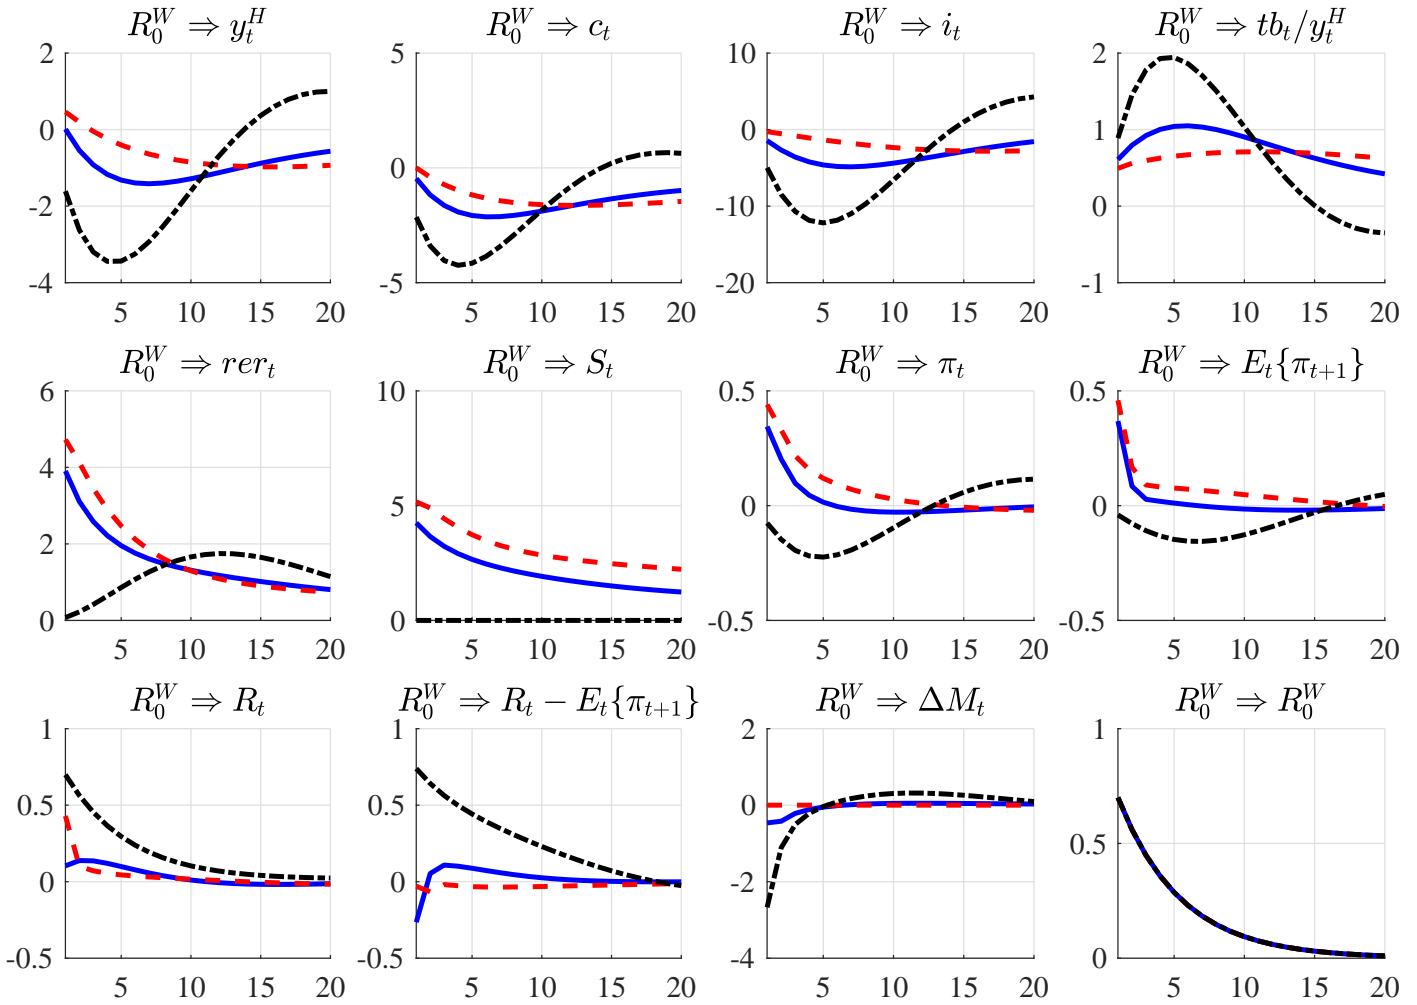 R_0^W ⇒ y_t^H
R_0^W ⇒ c_t
R_0^W ⇒ i_t
R_0^W ⇒ tb_t/y_t^H
2
0
-2
-4
5 10 15 20
5
0
-5
5 10 15 20
10
0
-10
-20
5 10 15 20
2
1
0
-1
5 10 15 20
R_0^W ⇒ rer_t
R_0^W ⇒ S_t
R_0^W ⇒ π_t
R_0^W ⇒ E_t{π_{t+1}}
6
4
2
0
5 10 15 20
10
5
0
5 10 15 20
0.5
0
-0.5
5 10 15 20
0.5
0
-0.5
5 10 15 20
R_0^W ⇒ R_t
R_0^W ⇒ R_t − E_t{π_{t+1}}
R_0^W ⇒ ΔM_t
R_0^W ⇒ R_0^W
1
0.5
0
-0.5
5 10 15 20
1
0.5
0
-0.5
5 10 15 20
2
0
-2
-4
5 10 15 20
1
0.5
0
5 10 15 20